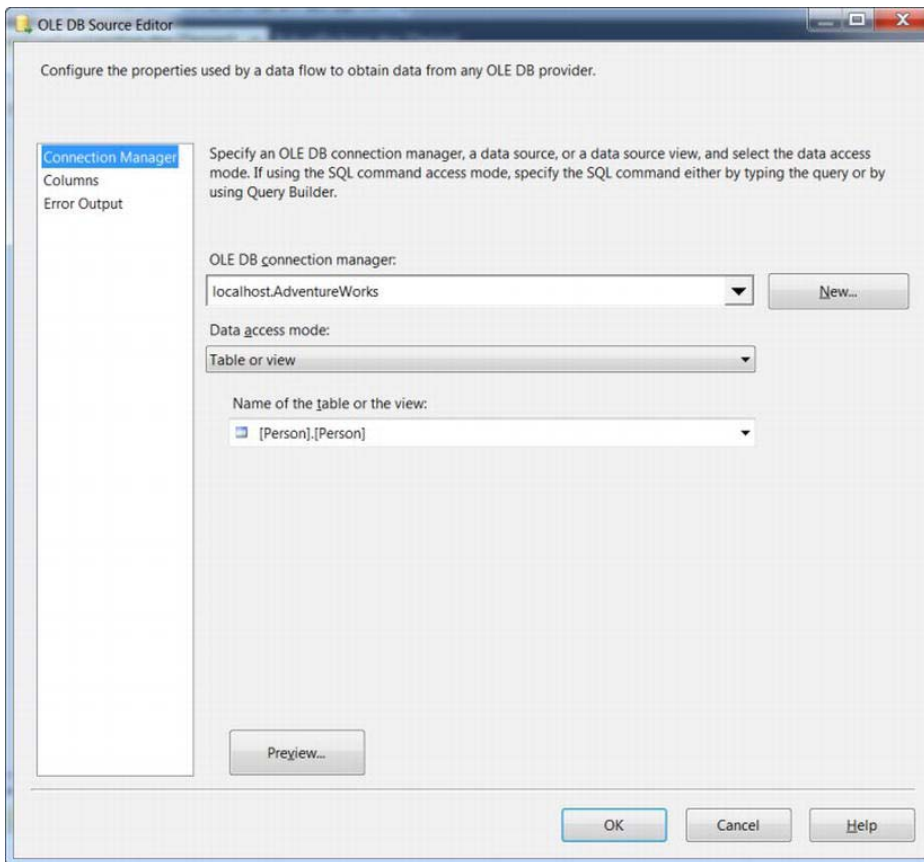 OLE DB Source Editor
Configure the properties used by a data flow to obtain data from any OLE DB provider.
Connection Manager
Columns
Error Output
Specify an OLE DB connection manager, a data source, or a data source view, and select the data access
mode. If using the SQL command access mode, specify the SQL command either by typing the query or by
using Query Builder.
OLE DB connection manager:
localhost.AdventureWorks
New...
Data access mode:
Table or view
Name of the table or the view:
[Person].[Person]
Preview...
OK
Cancel
Help